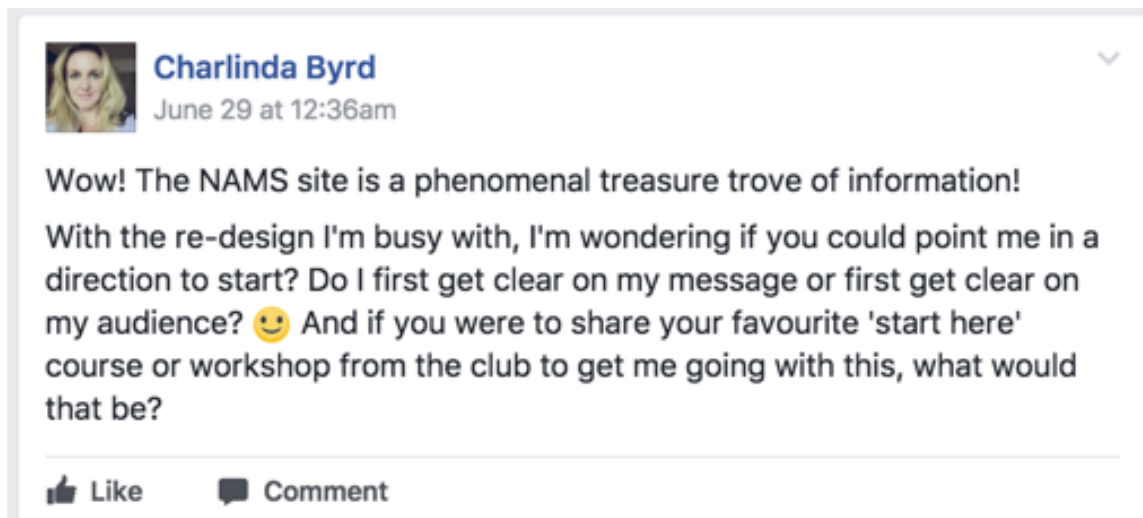 Charlinda Byrd
June 29 at 12:36am
Wow! The NAMS site is a phenomenal treasure trove of information!
With the re-design I'm busy with, I'm wondering if you could point me in a
direction to start? Do I first get clear on my message or first get clear on
my audience? 🙂 And if you were to share your favourite 'start here'
course or workshop from the club to get me going with this, what would
that be?
Like Comment